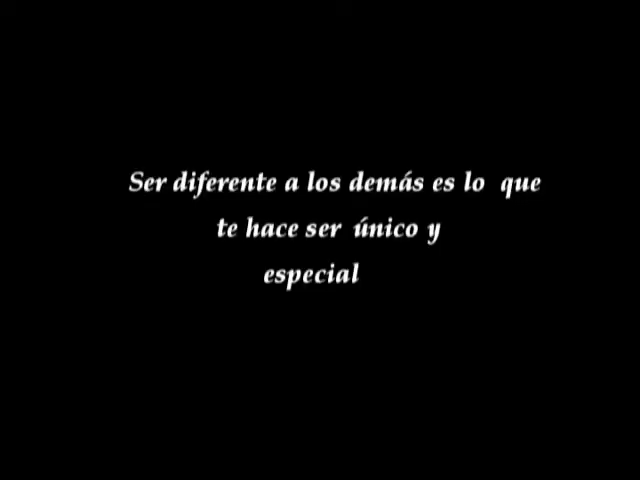 Ser diferente a los demás es lo que
te hace ser único y
especial